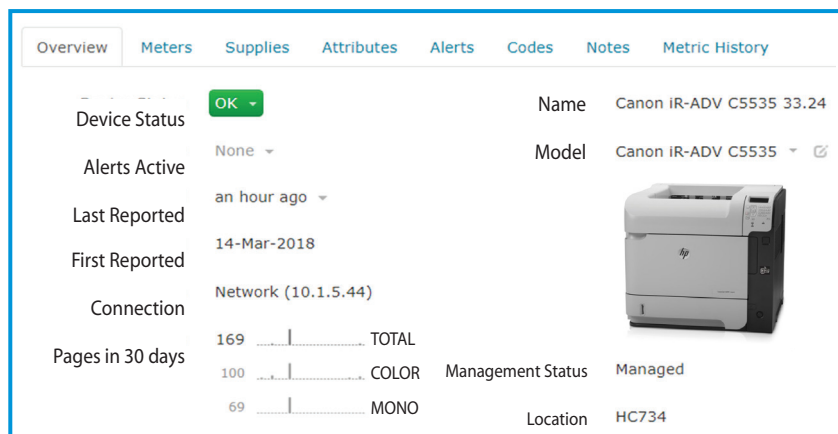 Overview Meters Supplies Attributes Alerts Codes Notes Metric History
Device Status OK Name Canon iR-ADV C5535 33.24
Alerts Active None Model Canon iR-ADV C5535
Last Reported an hour ago
First Reported 14-Mar-2018
hp
Connection Network (10.1.5.44)
Pages in 30 days 169 TOTAL
100 COLOR Management Status Managed
69 MONO Location HC734